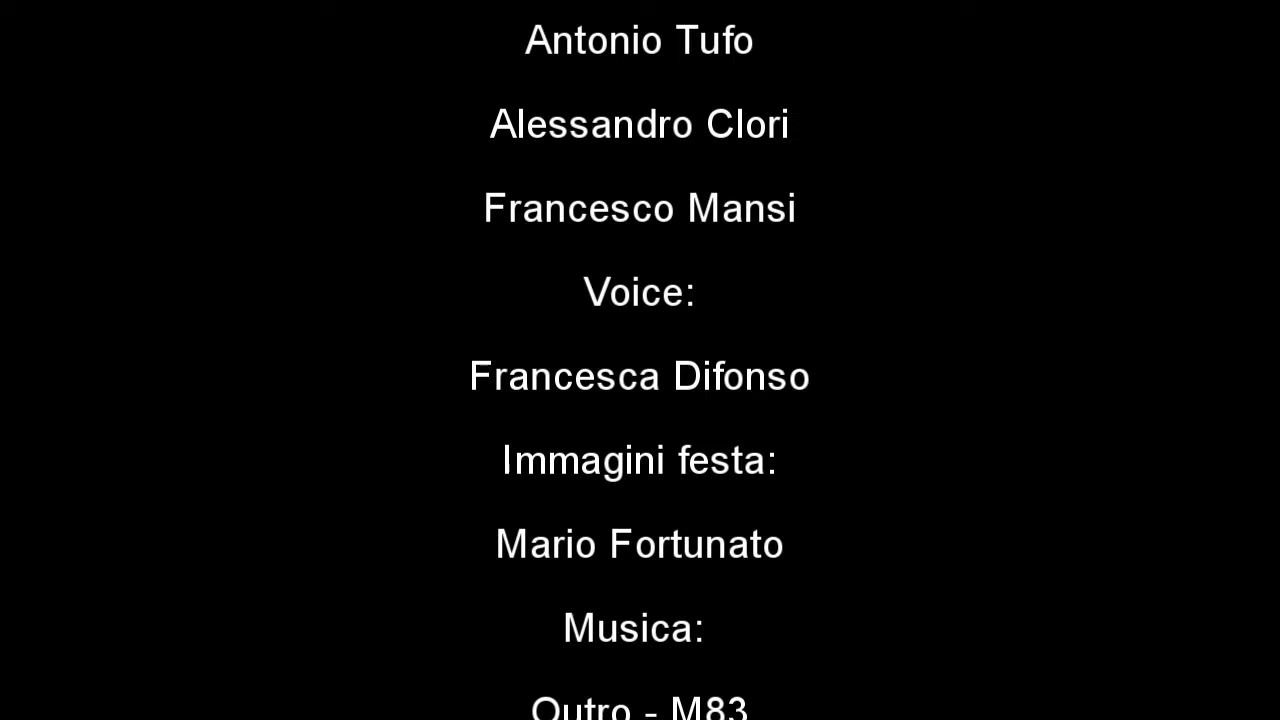 Antonio Tufo
Alessandro Clori
Francesco Mansi
Voice:
Francesca Difonso
Immagini festa:
Mario Fortunato
Musica:
Outro - M83